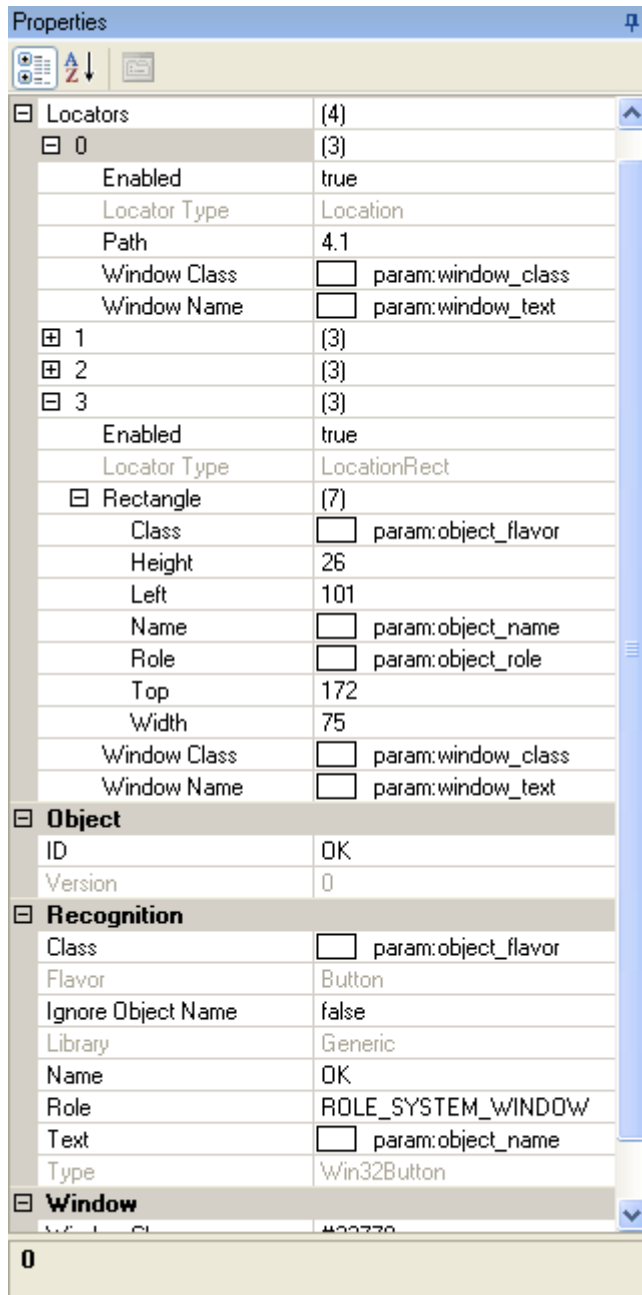 Properties
Locators (4)
0 (3)
Enabled true
Locator Type Location
Path 4.1
Window Class param:window_class
Window Name param:window_text
1 (3)
2 (3)
3 (3)
Enabled true
Locator Type LocationRect
Rectangle (7)
Class param:object_flavor
Height 26
Left 101
Name param:object_name
Role param:object_role
Top 172
Width 75
Window Class param:window_class
Window Name param:window_text
Object
ID OK
Version 0
Recognition
Class param:object_flavor
Flavor Button
Ignore Object Name false
Library Generic
Name OK
Role ROLE_SYSTEM_WINDOW
Text param:object_name
Type Win32Button
Window
0